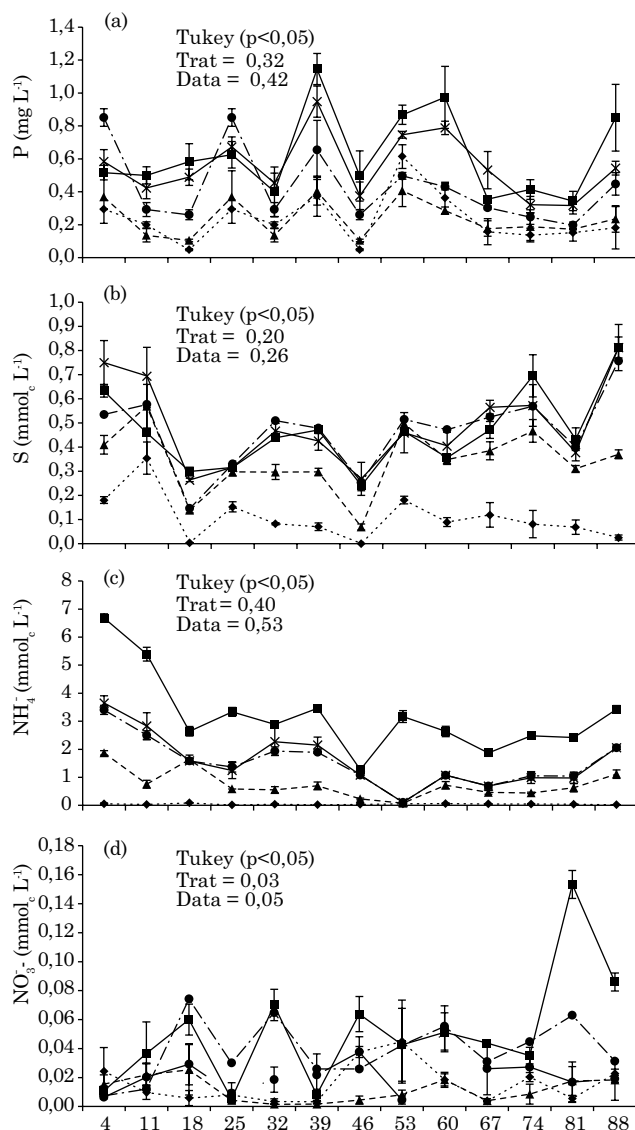 (a)
Tukey (p<0,05)
Trat = 0,32
Data = 0,42
P (mg L-1)
1,4
1,2
1,0
0,8
0,6
0,4
0,2
0,0
(b)
Tukey (p<0,05)
Trat = 0,20
Data = 0,26
S (mmolc L-1)
1,0
0,9
0,8
0,7
0,6
0,5
0,4
0,3
0,2
0,1
0,0
(c)
Tukey (p<0,05)
Trat = 0,40
Data = 0,53
NH4- (mmolc L-1)
8
7
6
5
4
3
2
1
0
(d)
Tukey (p<0,05)
Trat = 0,03
Data = 0,05
NO3-- (mmolc L-1)
0,18
0,16
0,14
0,12
0,10
0,08
0,06
0,04
0,02
0,00
4 11 18 25 32 39 46 53 60 67 74 81 88